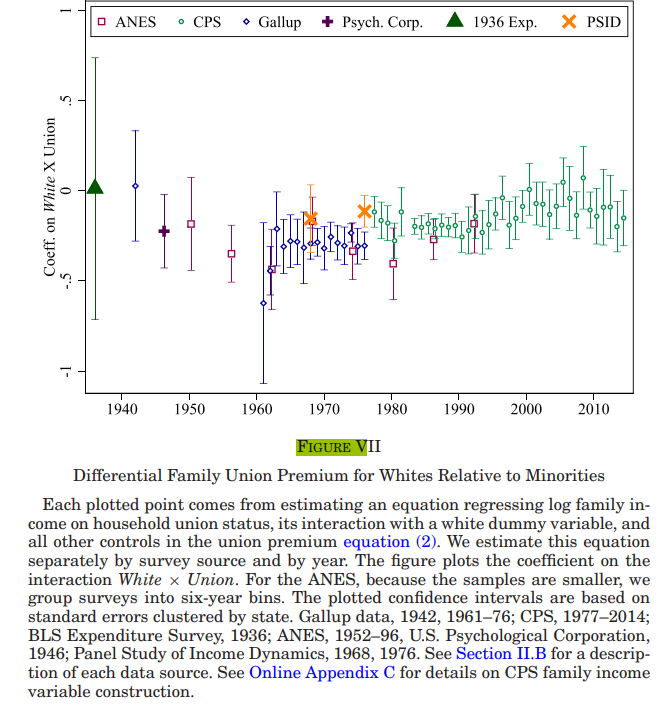 1
ANES CPS Gallup Psych. Corp. 1936 Exp. PSID
.5
0
-.5
-1
Coeff. on White X Union
1940 1950 1960 1970 1980 1990 2000 2010
FIGURE VII
Differential Family Union Premium for Whites Relative to Minorities
Each plotted point comes from estimating an equation regressing log family in-
come on household union status, its interaction with a white dummy variable, and
all other controls in the union premium equation (2). We estimate this equation
separately by survey source and by year. The figure plots the coefficient on the
interaction White × Union. For the ANES, because the samples are smaller, we
group surveys into six-year bins. The plotted confidence intervals are based on
standard errors clustered by state. Gallup data, 1942, 1961–76; CPS, 1977–2014;
BLS Expenditure Survey, 1936; ANES, 1952–96, U.S. Psychological Corporation,
1946; Panel Study of Income Dynamics, 1968, 1976. See Section II.B for a descrip-
tion of each data source. See Online Appendix C for details on CPS family income
variable construction.